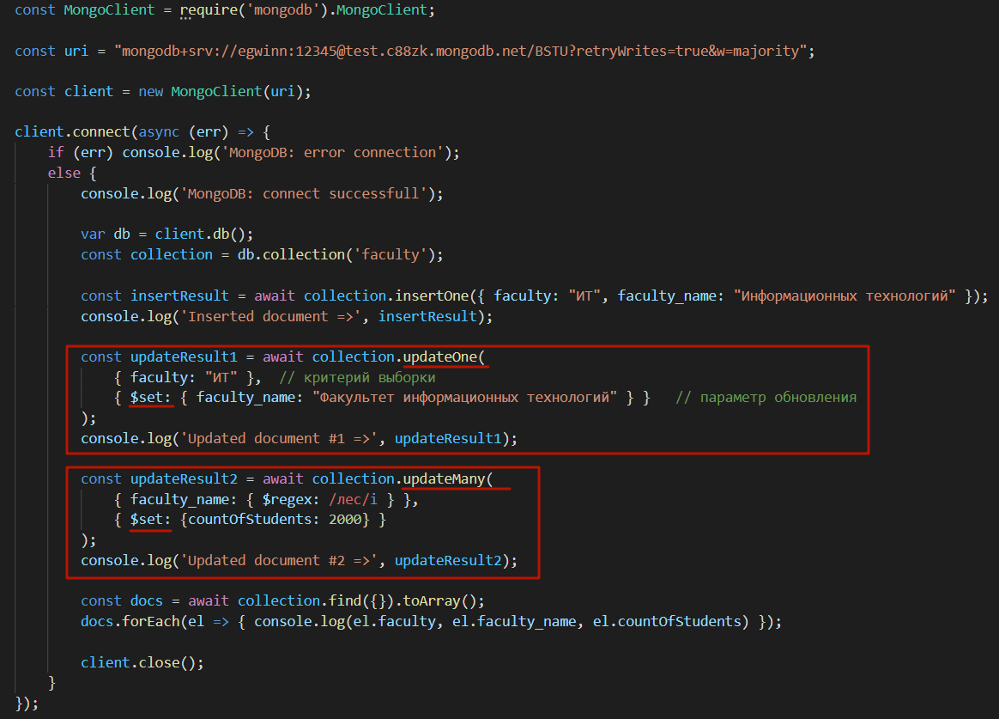 const MongoClient = require('mongodb').MongoClient;
const uri = "mongodb+srv://egwinn:12345@test.c88zk.mongodb.net/BSTU?retryWrites=true&w=majority";
const client = new MongoClient(uri);
client.connect(async (err) => {
    if (err) console.log('MongoDB: error connection');
    else {
        console.log('MongoDB: connect successfull');
        var db = client.db();
        const collection = db.collection('faculty');
        const insertResult = await collection.insertOne({ faculty: "ИТ", faculty_name: "Информационных технологий" });
        console.log('Inserted document =>', insertResult);
        const updateResult1 = await collection.updateOne(
            { faculty: "ИТ" },  // критерий выборки
            { $set: { faculty_name: "Факультет информационных технологий" } }   // параметр обновления
        );
        console.log('Updated document #1 =>', updateResult1);
        const updateResult2 = await collection.updateMany(
            { faculty_name: { $regex: /лес/i } },
            { $set: {countOfStudents: 2000} }
        );
        console.log('Updated document #2 =>', updateResult2);
        const docs = await collection.find({}).toArray();
        docs.forEach(el => { console.log(el.faculty, el.faculty_name, el.countOfStudents) });
        client.close();
    }
});